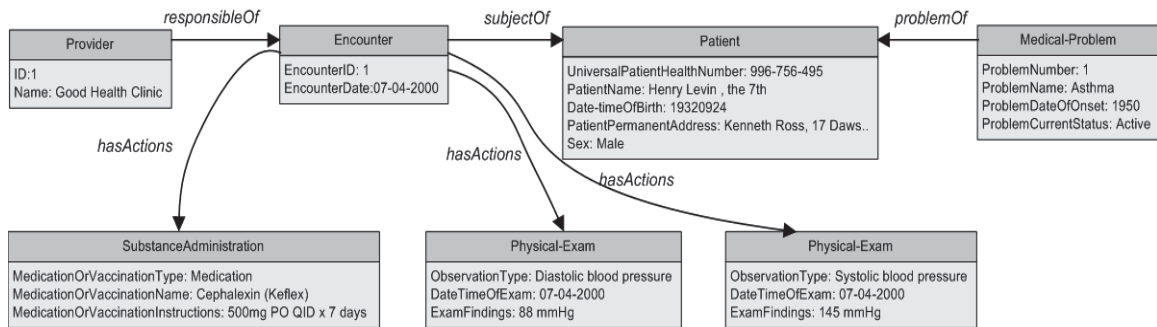 responsibleOf
subjectOf
problemOf
Provider
ID:1
Name: Good Health Clinic
Encounter
EncounterID: 1
EncounterDate:07-04-2000
Patient
UniversalPatientHealthNumber: 996-756-495
PatientName: Henry Levin , the 7th
Date-timeOfBirth: 19320924
PatientPermanentAddress: Kenneth Ross, 17 Daws..
Sex: Male
Medical-Problem
ProblemNumber: 1
ProblemName: Asthma
ProblemDateOfOnset: 1950
ProblemCurrentStatus: Active
hasActions
hasActions
hasActions
SubstanceAdministration
MedicationOrVaccinationType: Medication
MedicationOrVaccinationName: Cephalexin (Keflex)
MedicationOrVaccinationInstructions: 500mg PO QID x 7 days
Physical-Exam
ObservationType: Diastolic blood pressure
DateTimeOfExam: 07-04-2000
ExamFindings: 88 mmHg
Physical-Exam
ObservationType: Systolic blood pressure
DateTimeOfExam: 07-04-2000
ExamFindings: 145 mmHg